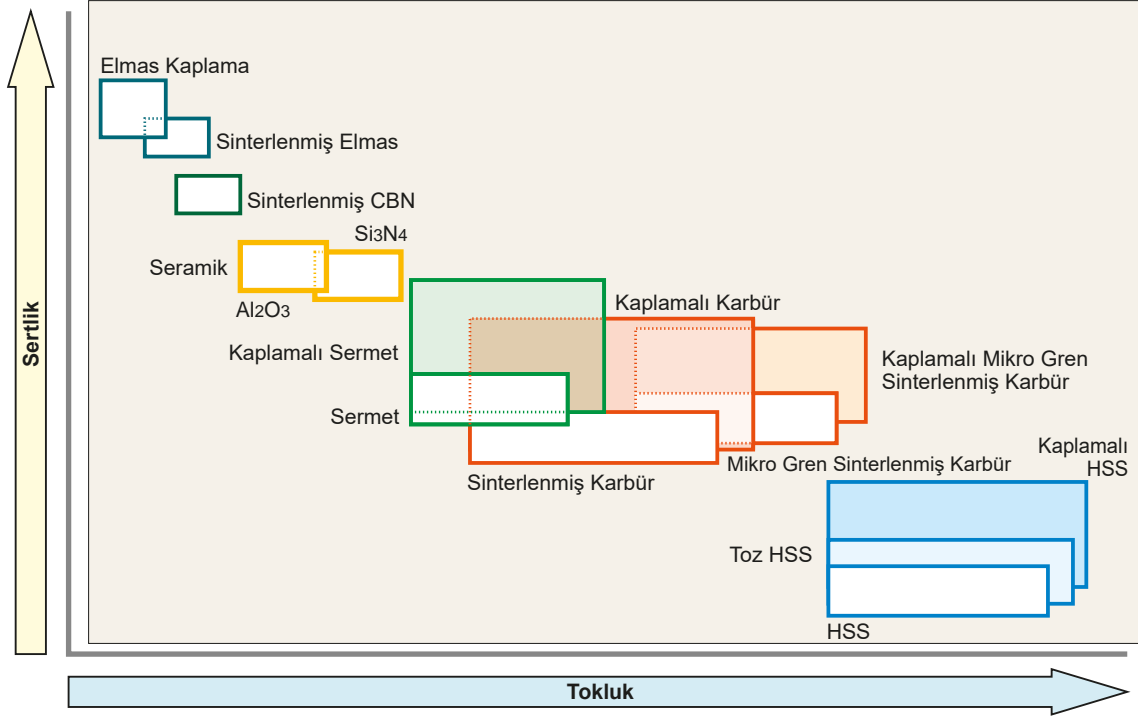 Elmas Kaplama
Sinterlenmiş Elmas
Sinterlenmiş CBN
Si3N4
Seramik
Al2O3
Kaplamalı Karbür
Kaplamalı Sermet
Kaplamalı Mikro Gren
Sinterlenmiş Karbür
Sermet
Mikro Gren Sinterlenmiş Karbür
Kaplamalı
HSS
Sinterlenmiş Karbür
Toz HSS
HSS
Sertlik
Tokluk